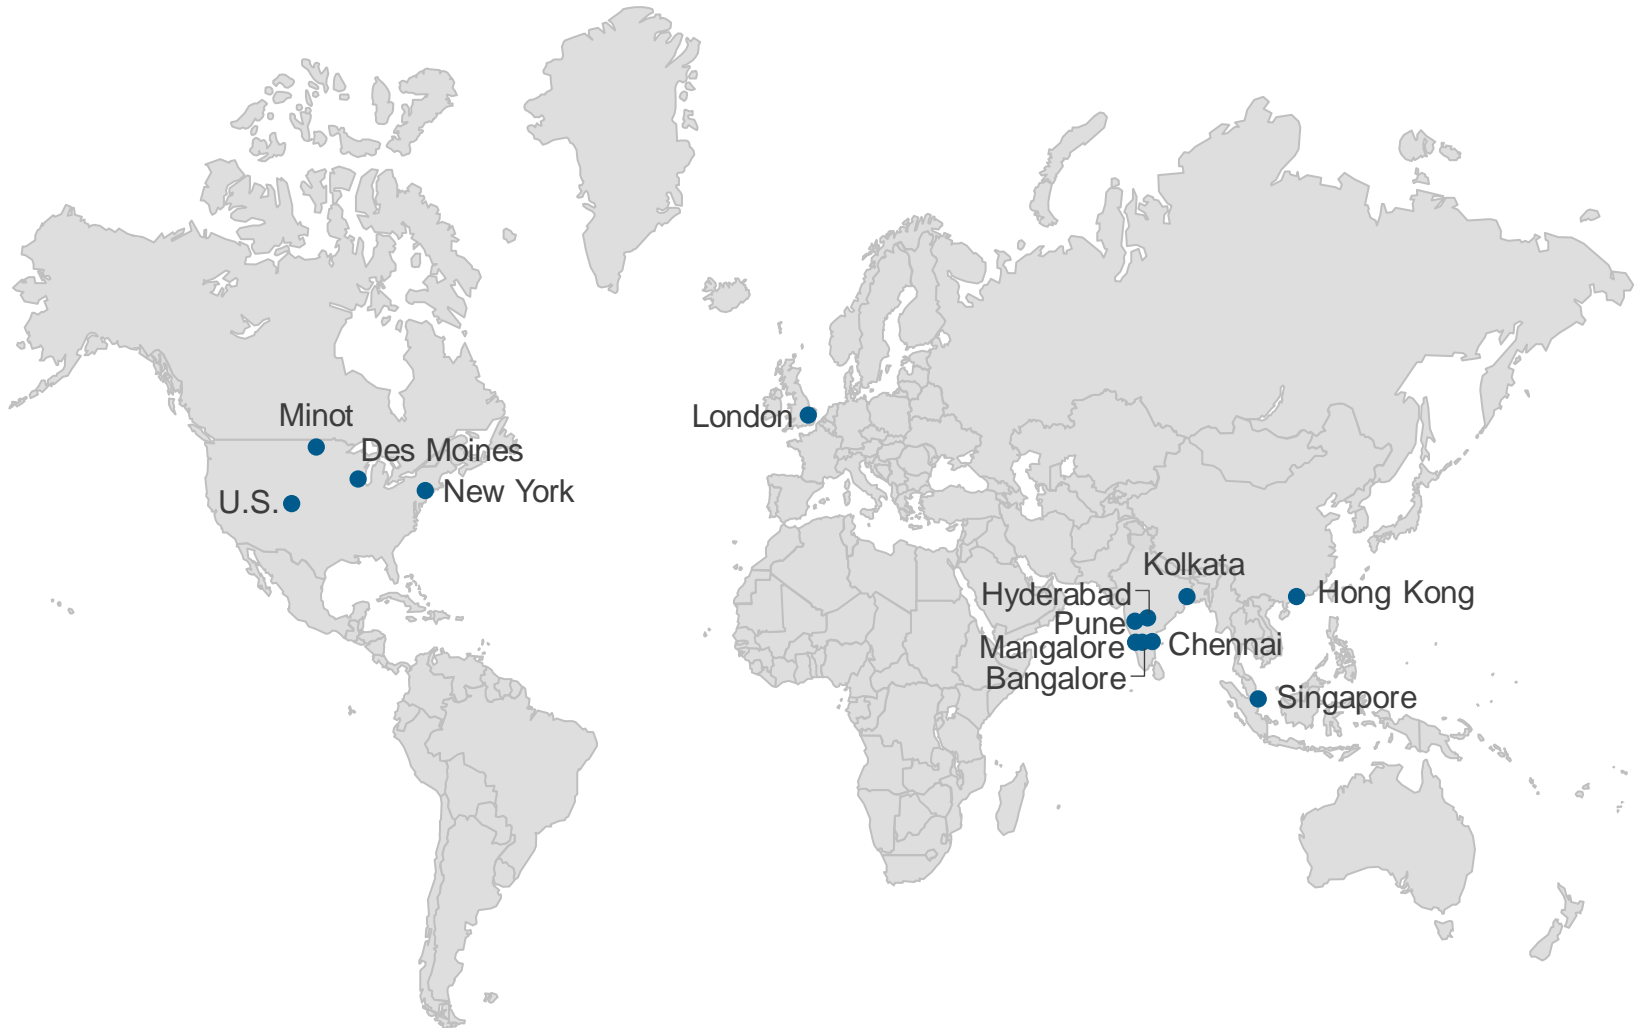 Minot
Des Moines
U.S.
New York
London
Kolkata
Hyderabad
Hong Kong
Pune
Mangalore
Chennai
Bangalore
Singapore